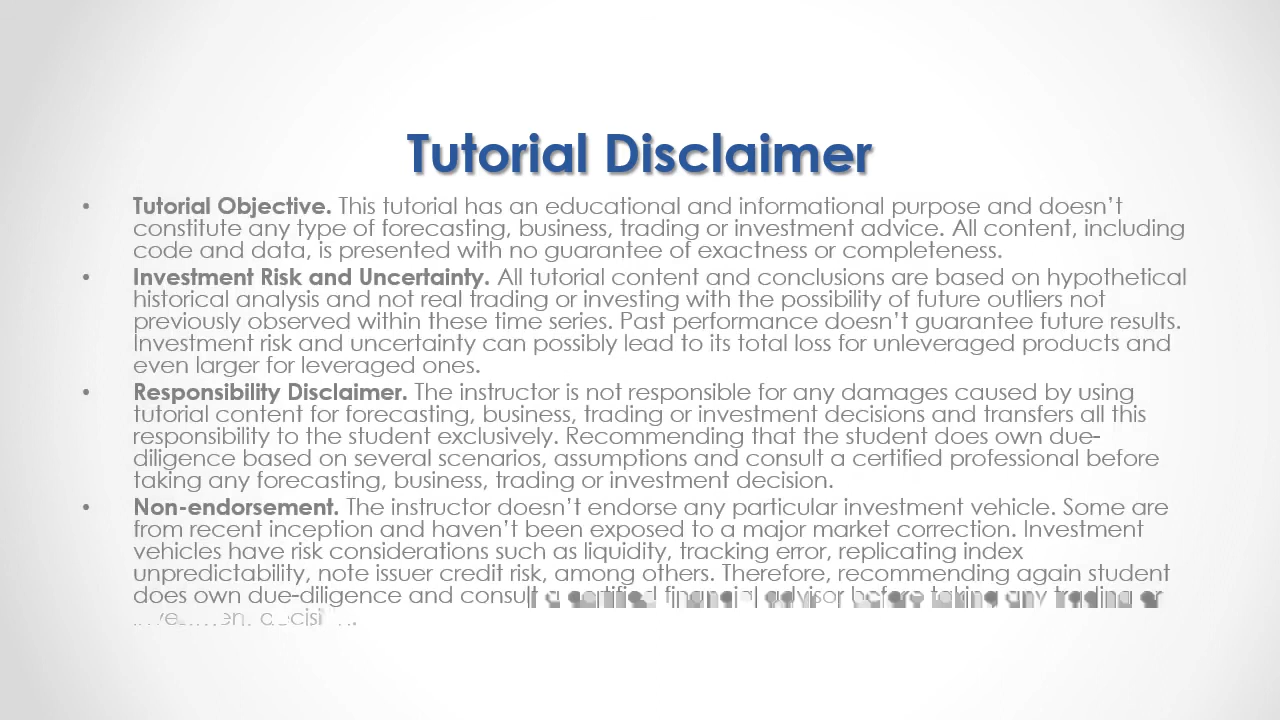 Tutorial Disclaimer
• Tutorial Objective. This tutorial has an educational and informational purpose and doesn't
constitute any type of forecasting, business, trading or investment advice. All content, including
code and data, is presented with no guarantee of exactness or completeness.
• Investment Risk and Uncertainty. All tutorial content and conclusions are based on hypothetical
historical analysis and not real trading or investing with the possibility of future outliers not
previously observed within these time series. Past performance doesn't guarantee future results.
Investment risk and uncertainty can possibly lead to its total loss for unleveraged products and
even larger for leveraged ones.
• Responsibility Disclaimer. The instructor is not responsible for any damages caused by using
tutorial content for forecasting, business, trading or investment decisions and transfers all this
responsibility to the student exclusively. Recommending that the student does own due-
diligence based on several scenarios, assumptions and consult a certified professional before
taking any forecasting, business, trading or investment decision.
• Non-endorsement. The instructor doesn't endorse any particular investment vehicle. Some are
from recent inception and haven't been exposed to a major market correction. Investment
vehicles have risk considerations such as liquidity, tracking error, replicating index
unpredictability, note issuer credit risk, among others. Therefore, recommending again student
does own due-diligence and consult a certified financial advisor before taking any trading or